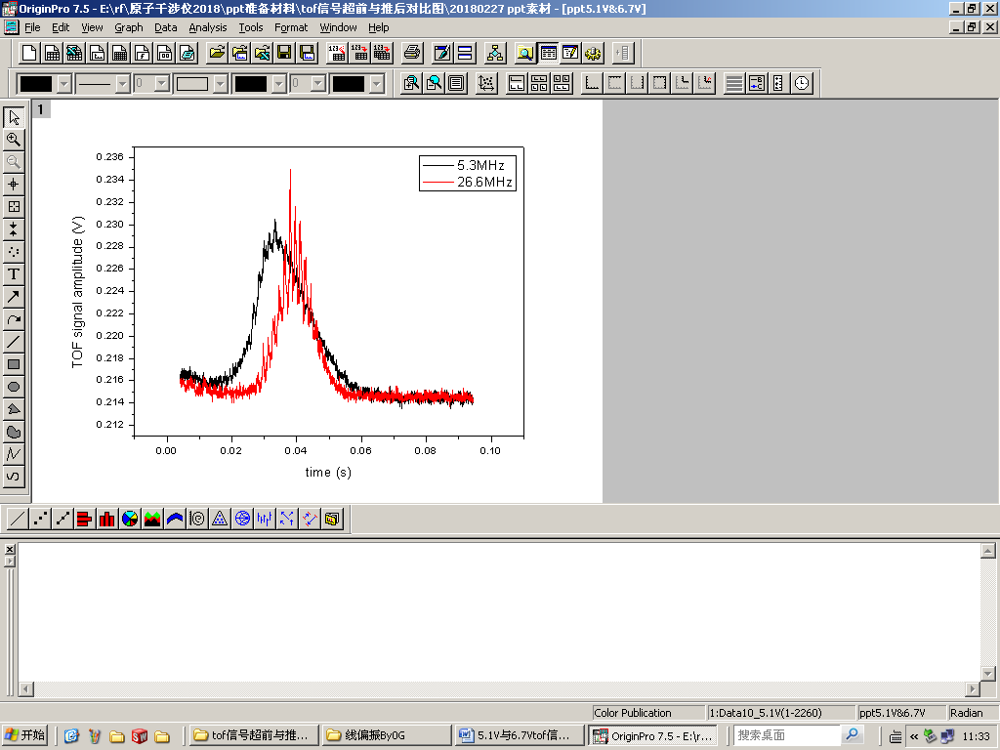 OriginPro 7.5 - E:\rf\原子干涉仪2018\ppt准备材料\tof信号超前与推后对比图\20180227 ppt素材 - [ppt5.1V&6.7V]
File Edit View Graph Data Analysis Tools Format Window Help
0
0
1
0.236
0.234
0.232
0.230
0.228
0.226
0.224
0.222
0.220
0.218
0.216
0.214
0.212
TOF signal amplitude (V)
5.3MHz
26.6MHz
0.00 0.02 0.04 0.06 0.08 0.10
time (s)
Color Publication 1:Data10_5.1V(1-2260) ppt5.1V&6.7V Radian
开始 tof信号超前与推... 线偏振By0G 5.1V与6.7Vtof信... OriginPro 7.5 - E:\r... 搜索桌面 « 11:33